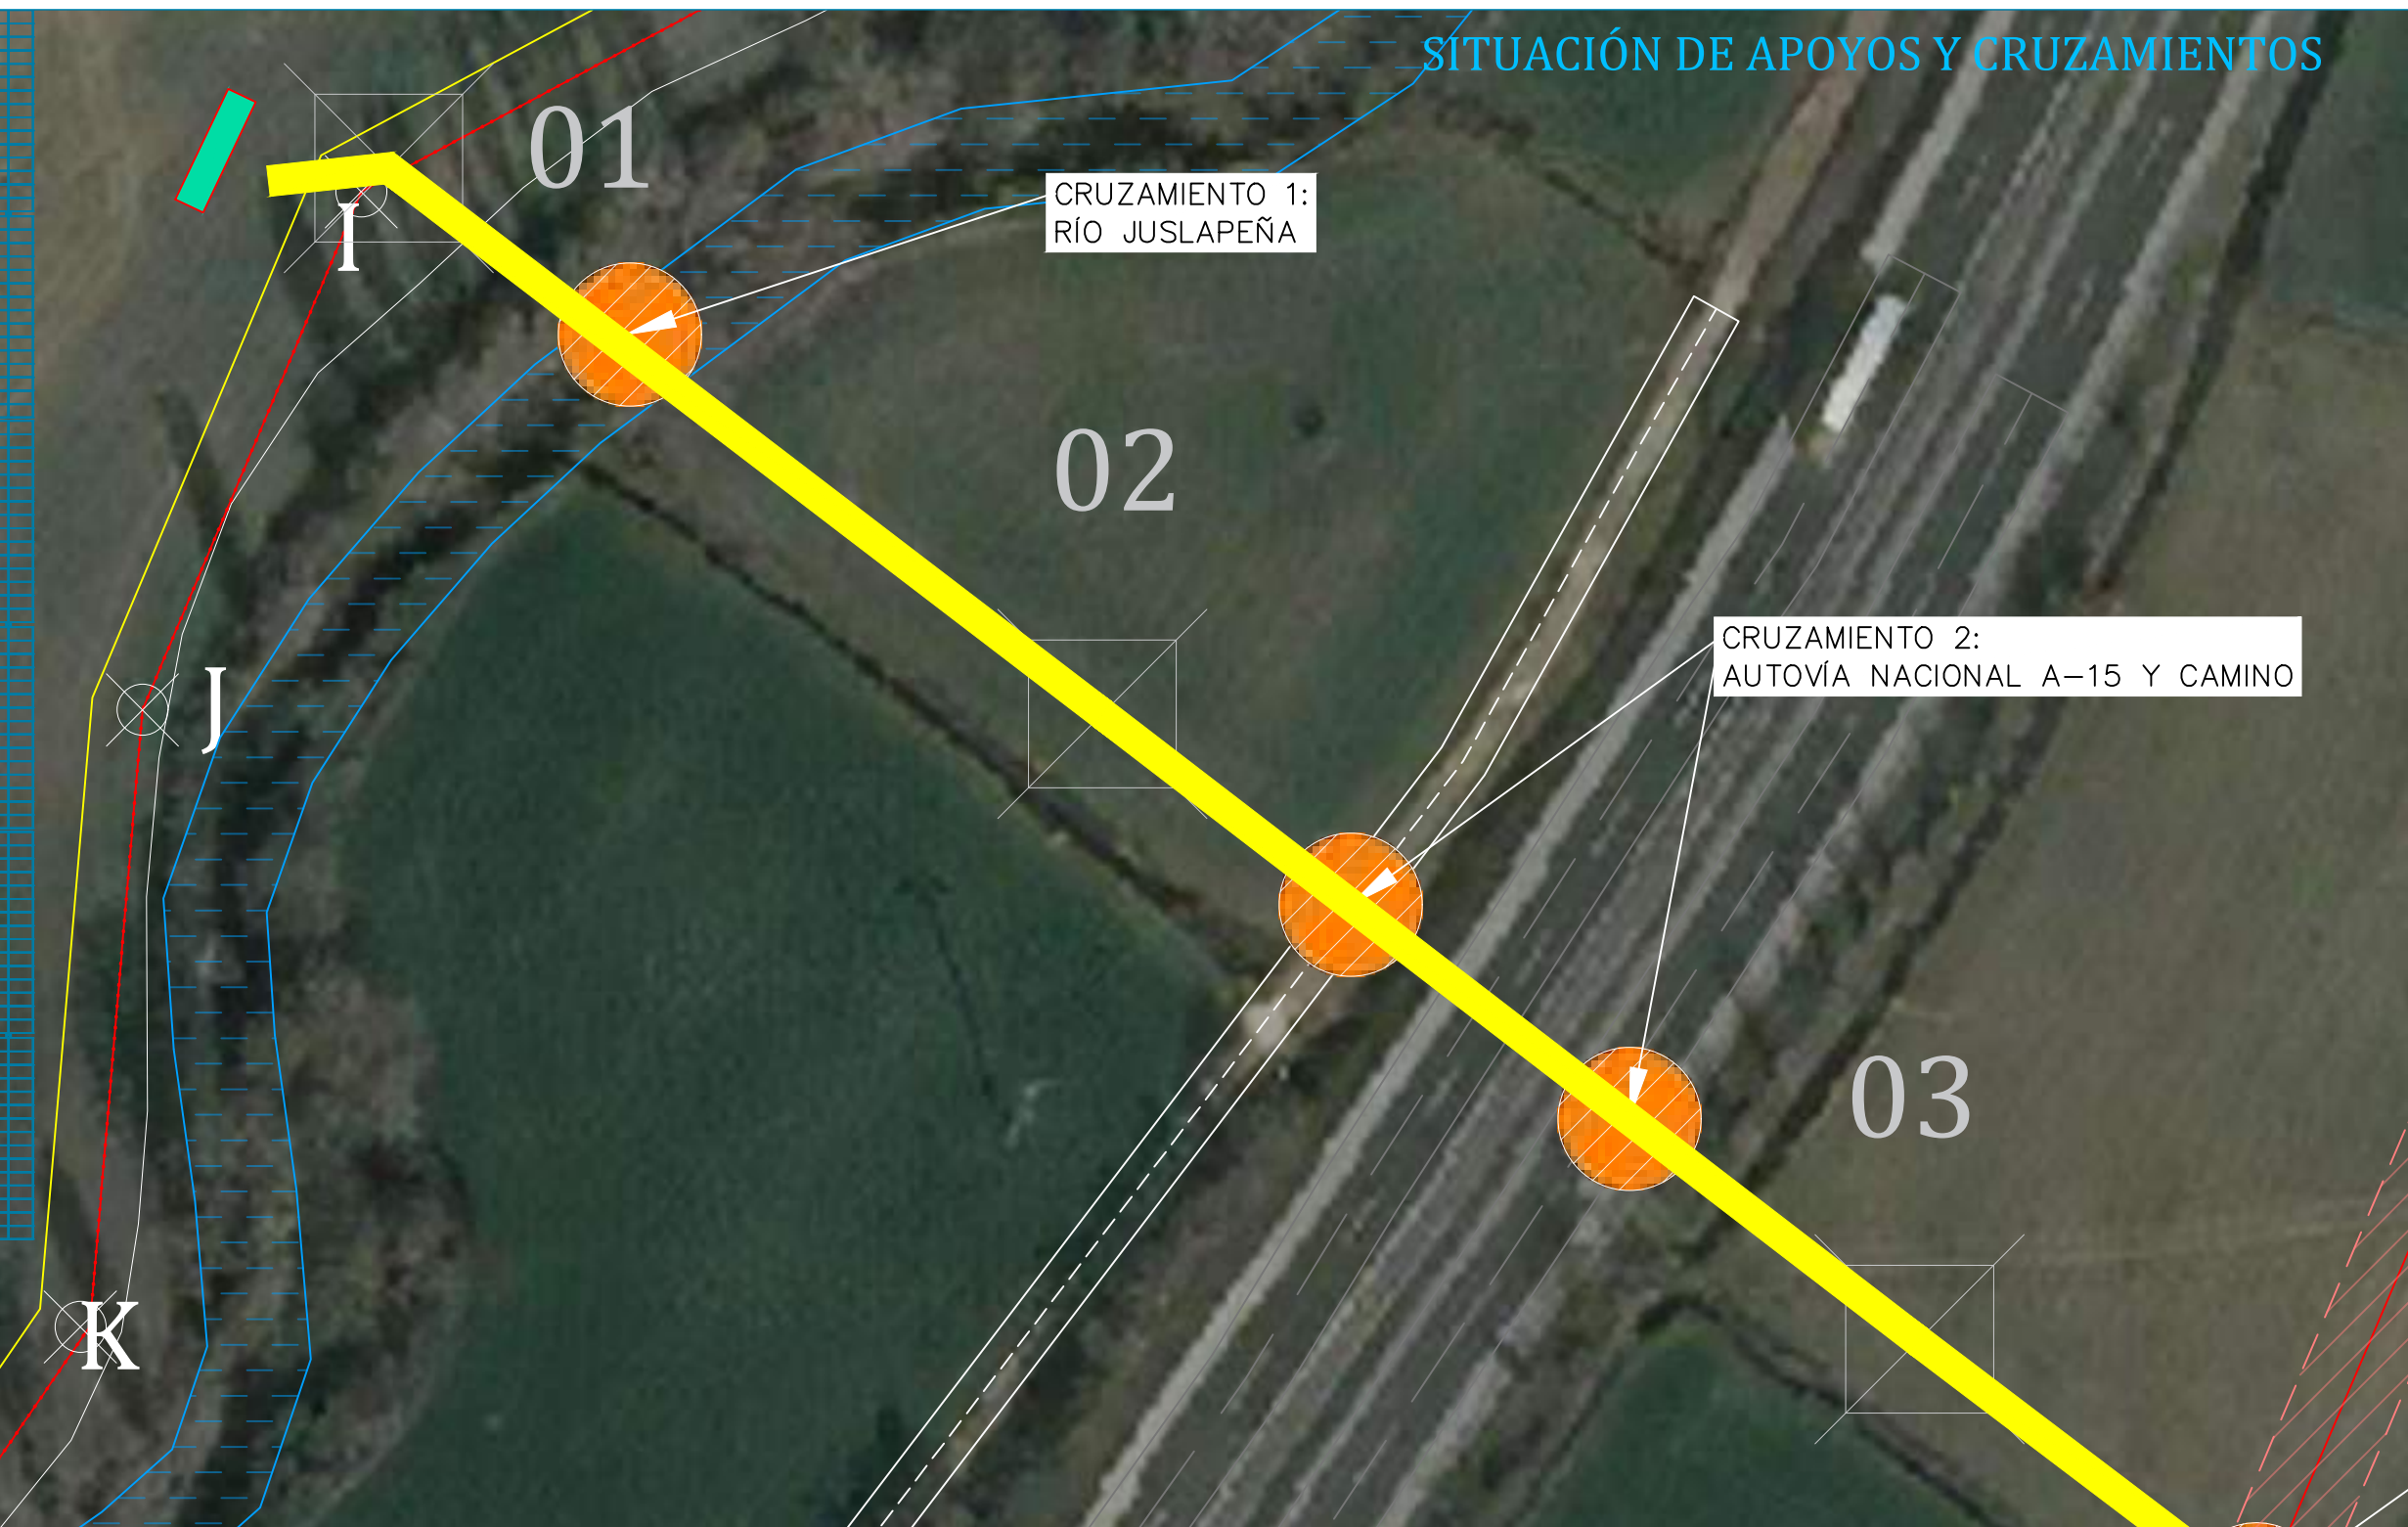 SITUACIÓN DE APOYOS Y CRUZAMIENTOS
01
CRUZAMIENTO 1:
RÍO JUSLAPEÑA
I
02
CRUZAMIENTO 2:
AUTOVÍA NACIONAL A-15 Y CAMINO
J
03
K